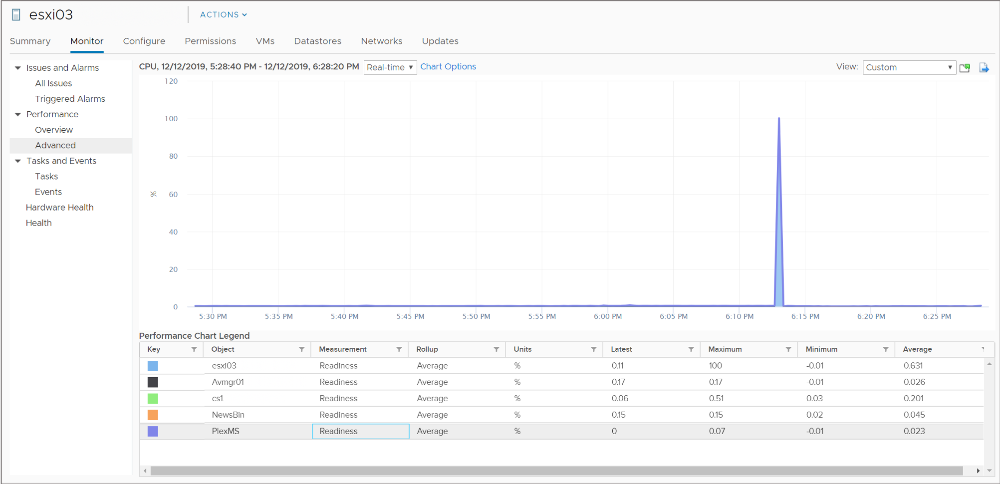 esxi03
ACTIONS
Summary Monitor Configure Permissions VMs Datastores Networks Updates
Issues and Alarms
All Issues
Triggered Alarms
Performance
Overview
Advanced
Tasks and Events
Tasks
Events
Hardware Health
Health
CPU, 12/12/2019, 5:28:40 PM - 12/12/2019, 6:28:20 PM Real-time Chart Options View: Custom
120
100
80
% 60
40
20
0
5:30 PM 5:35 PM 5:40 PM 5:45 PM 5:50 PM 5:55 PM 6:00 PM 6:05 PM 6:10 PM 6:15 PM 6:20 PM 6:25 PM
Performance Chart Legend
Key Object Measurement Rollup Units Latest Maximum Minimum Average
esxi03 Readiness Average % 0.11 100 -0.01 0.631
Avmgr01 Readiness Average % 0.17 0.17 -0.01 0.026
cs1 Readiness Average % 0.06 0.51 0.03 0.201
NewsBin Readiness Average % 0.15 0.15 0.02 0.045
PlexMS Readiness Average % 0 0.07 -0.01 0.023